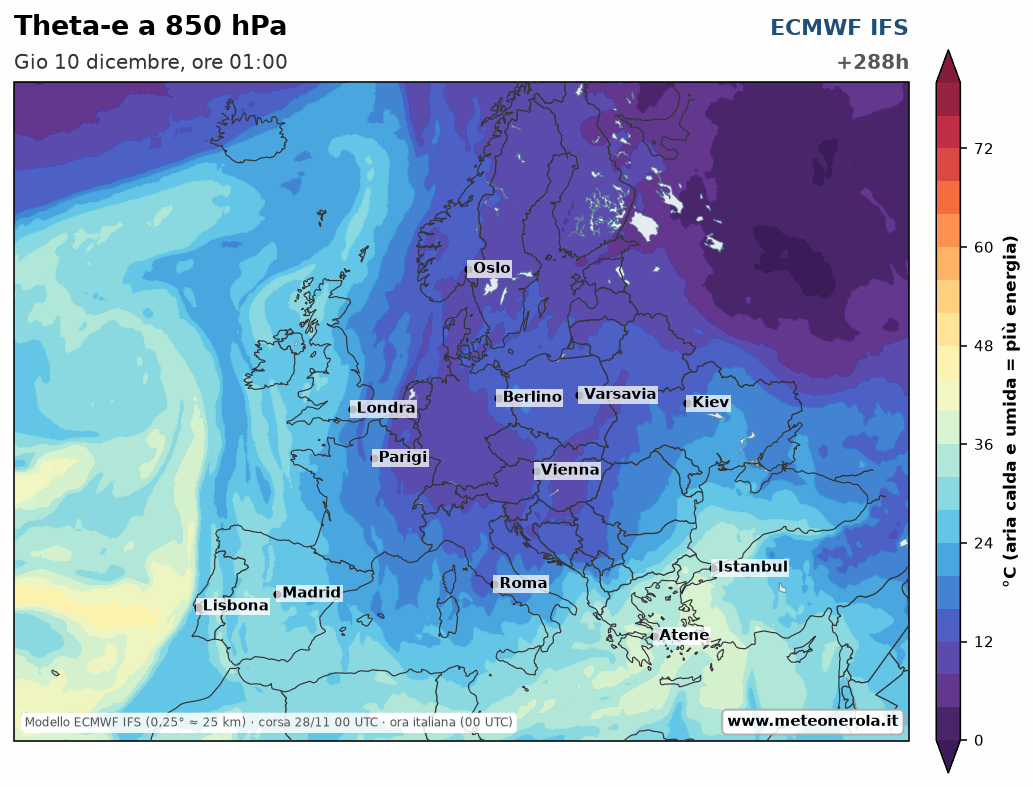 Theta-e a 850 hPa
ECMWF IFS
Gio 10 dicembre, ore 01:00
+288h
72
60
48
36
24
12
0
°C (aria calda e umida = più energia)
Oslo
Berlino
Varsavia
Kiev
Londra
Parigi
Vienna
Istanbul
Roma
Madrid
Lisbona
Atene
Modello ECMWF IFS (0,25° ≈ 25 km) · corsa 28/11 00 UTC · ora italiana (00 UTC)
www.meteonerola.it